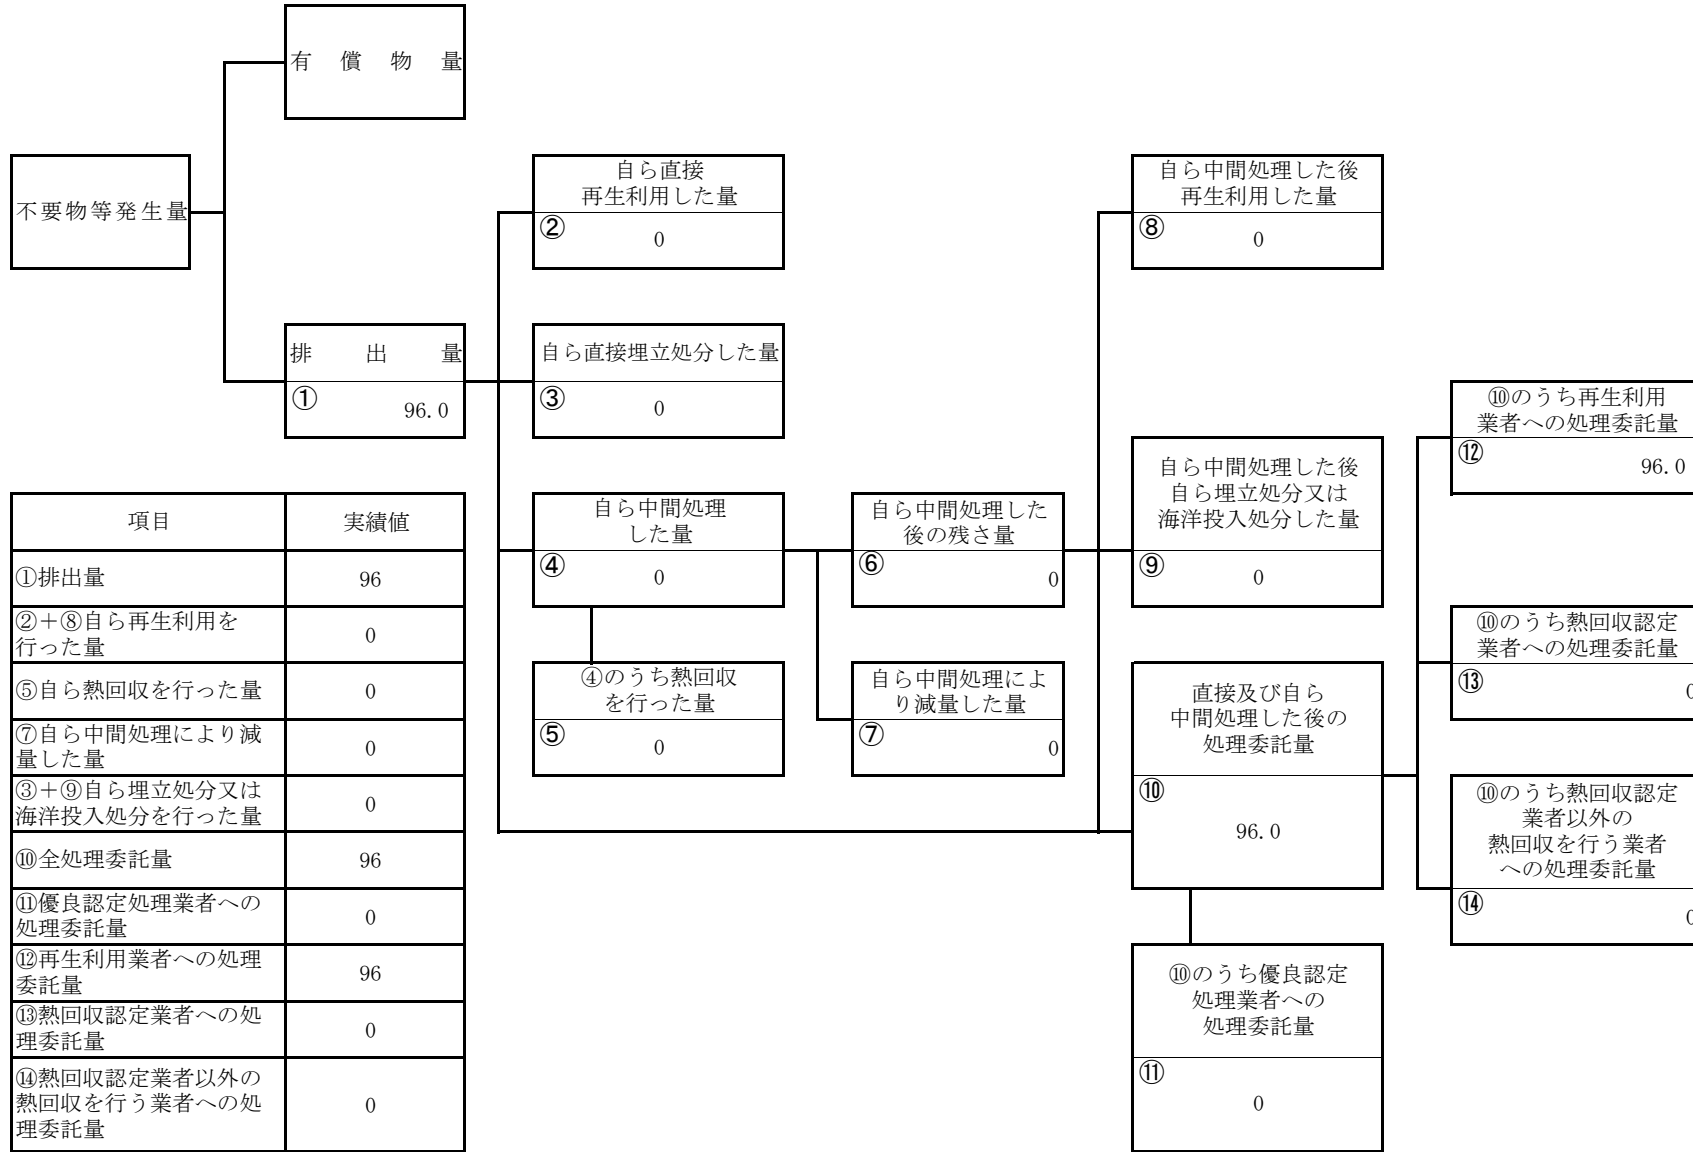 有償物量
不要物等発生量
自ら直接
再生利用した量
②
0
自ら中間処理した後
再生利用した量
⑧
0
排出量
①
96.0
自ら直接埋立処分した量
③
0
⑩のうち再生利用
業者への処理委託量
⑫
96.0
自ら中間処理した後
自ら埋立処分又は
海洋投入処分した量
⑨
0
自ら中間処理
した量
④
0
自ら中間処理した
後の残さ量
⑥
0
⑩のうち熱回収認定
業者への処理委託量
⑬
0
④のうち熱回収
を行った量
⑤
0
自ら中間処理によ
り減量した量
⑦
0
直接及び自ら
中間処理した後の
処理委託量
⑩
96.0
⑩のうち熱回収認定
業者以外の
熱回収を行う業者
への処理委託量
⑭
0
⑩のうち優良認定
処理業者への
処理委託量
⑪
0
項目 実績値
①排出量 96
②+⑧自ら再生利用を
行った量 0
⑤自ら熱回収を行った量 0
⑦自ら中間処理により減
量した量 0
③+⑨自ら埋立処分又は
海洋投入処分を行った量 0
⑩全処理委託量 96
⑪優良認定処理業者への
処理委託量 0
⑫再生利用業者への処理
委託量 96
⑬熱回収認定業者への処
理委託量 0
⑭熱回収認定業者以外の
熱回収を行う業者への処
理委託量 0